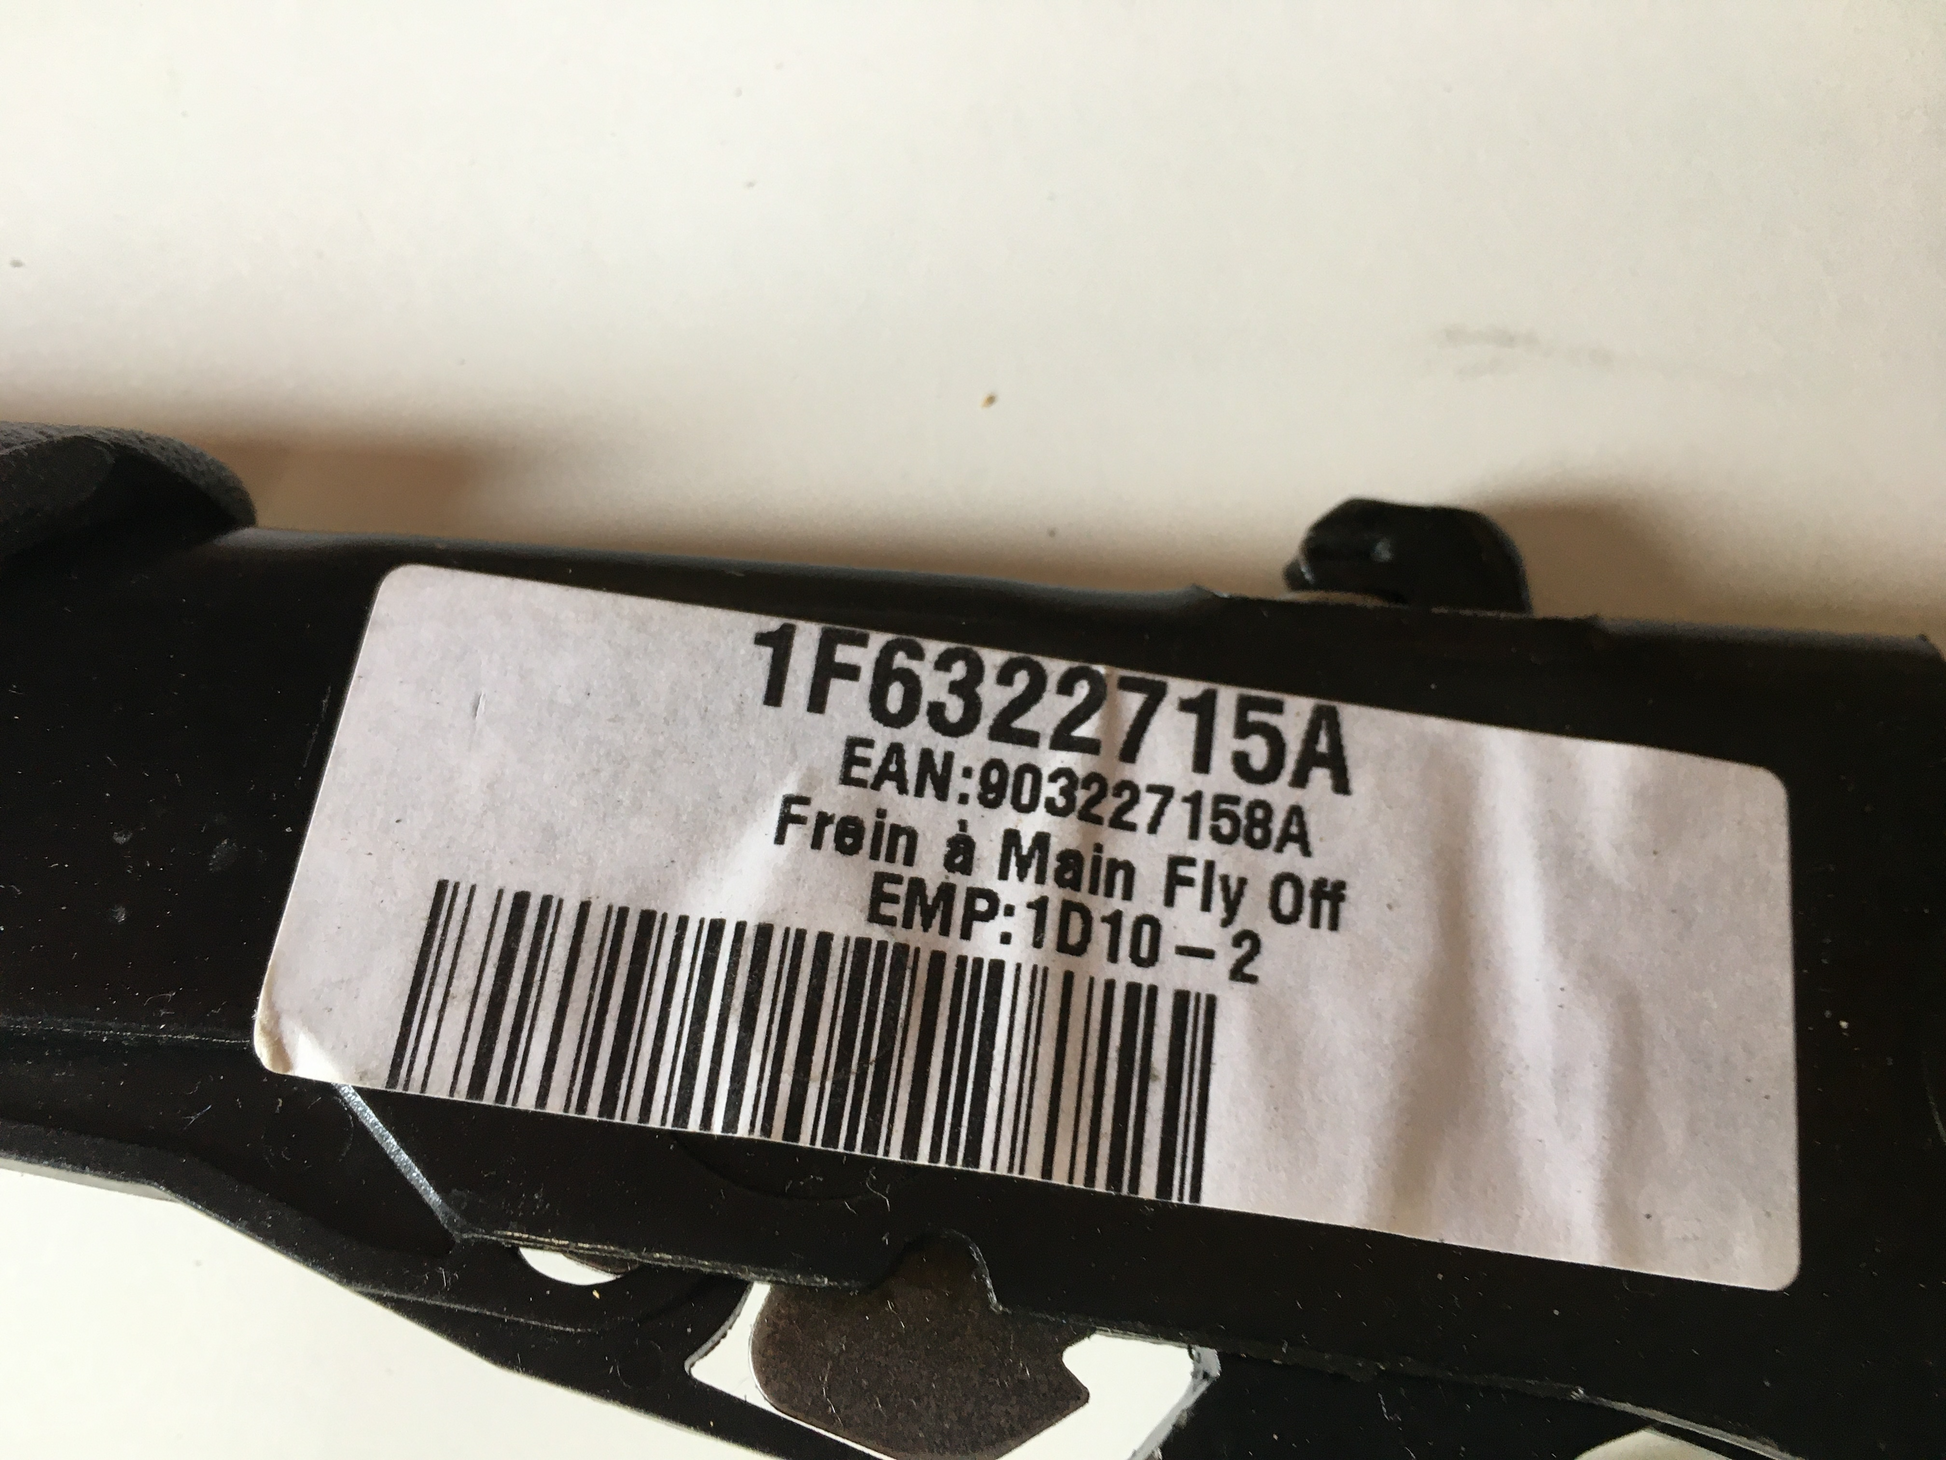 1F6322715A
EAN:903227158A
Frein à Main Fly Off
EMP:1D10-2